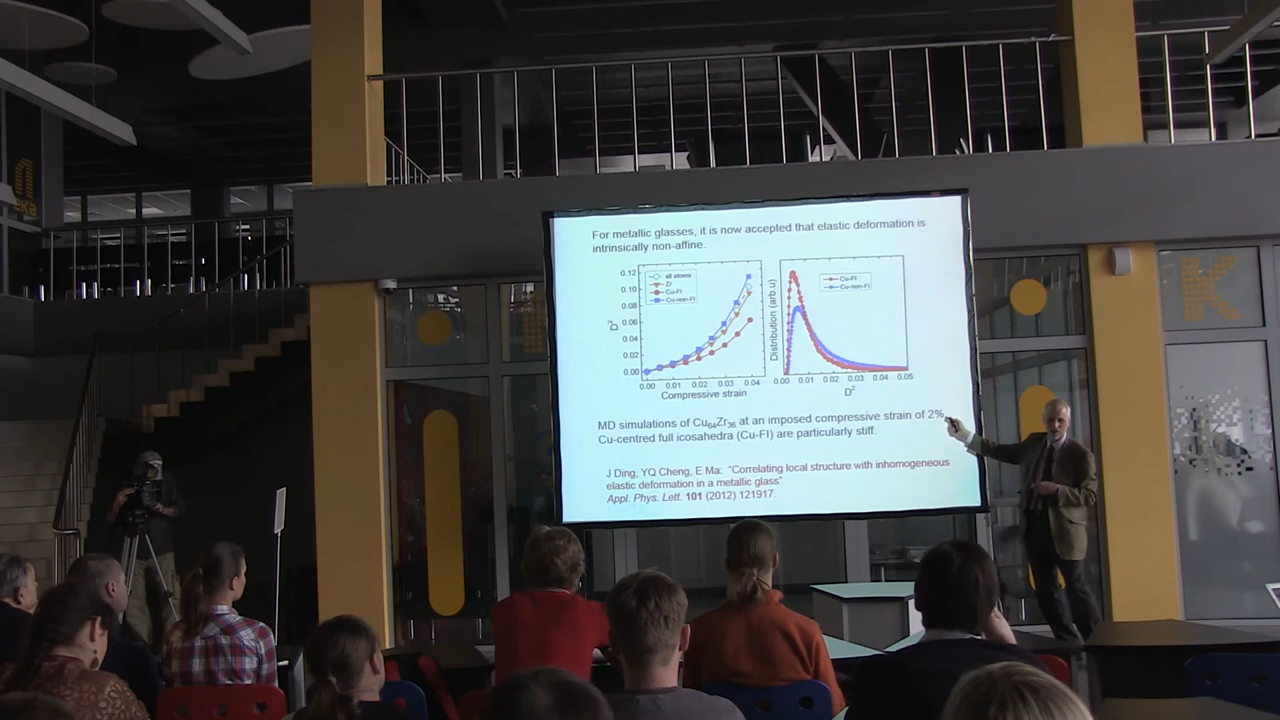 For metallic glasses, it is now accepted that elastic deformation is
intrinsically non-affine.
0.12
0.10
0.08
0.06
0.04
0.02
0.00
D²
all atoms
Zr
Cu-FI
Cu-non-FI
0.00 0.01 0.02 0.03 0.04
Compressive strain
Distribution (arb.u)
Cu-FI
Cu-non-FI
0.00 0.01 0.02 0.03 0.04 0.05
D²
MD simulations of Cu₆₄Zr₃₆ at an imposed compressive strain of 2%.
Cu-centred full icosahedra (Cu-FI) are particularly stiff.
J Ding, YQ Cheng, E Ma: "Correlating local structure with inhomogeneous
elastic deformation in a metallic glass"
Appl. Phys. Lett. 101 (2012) 121917.
К